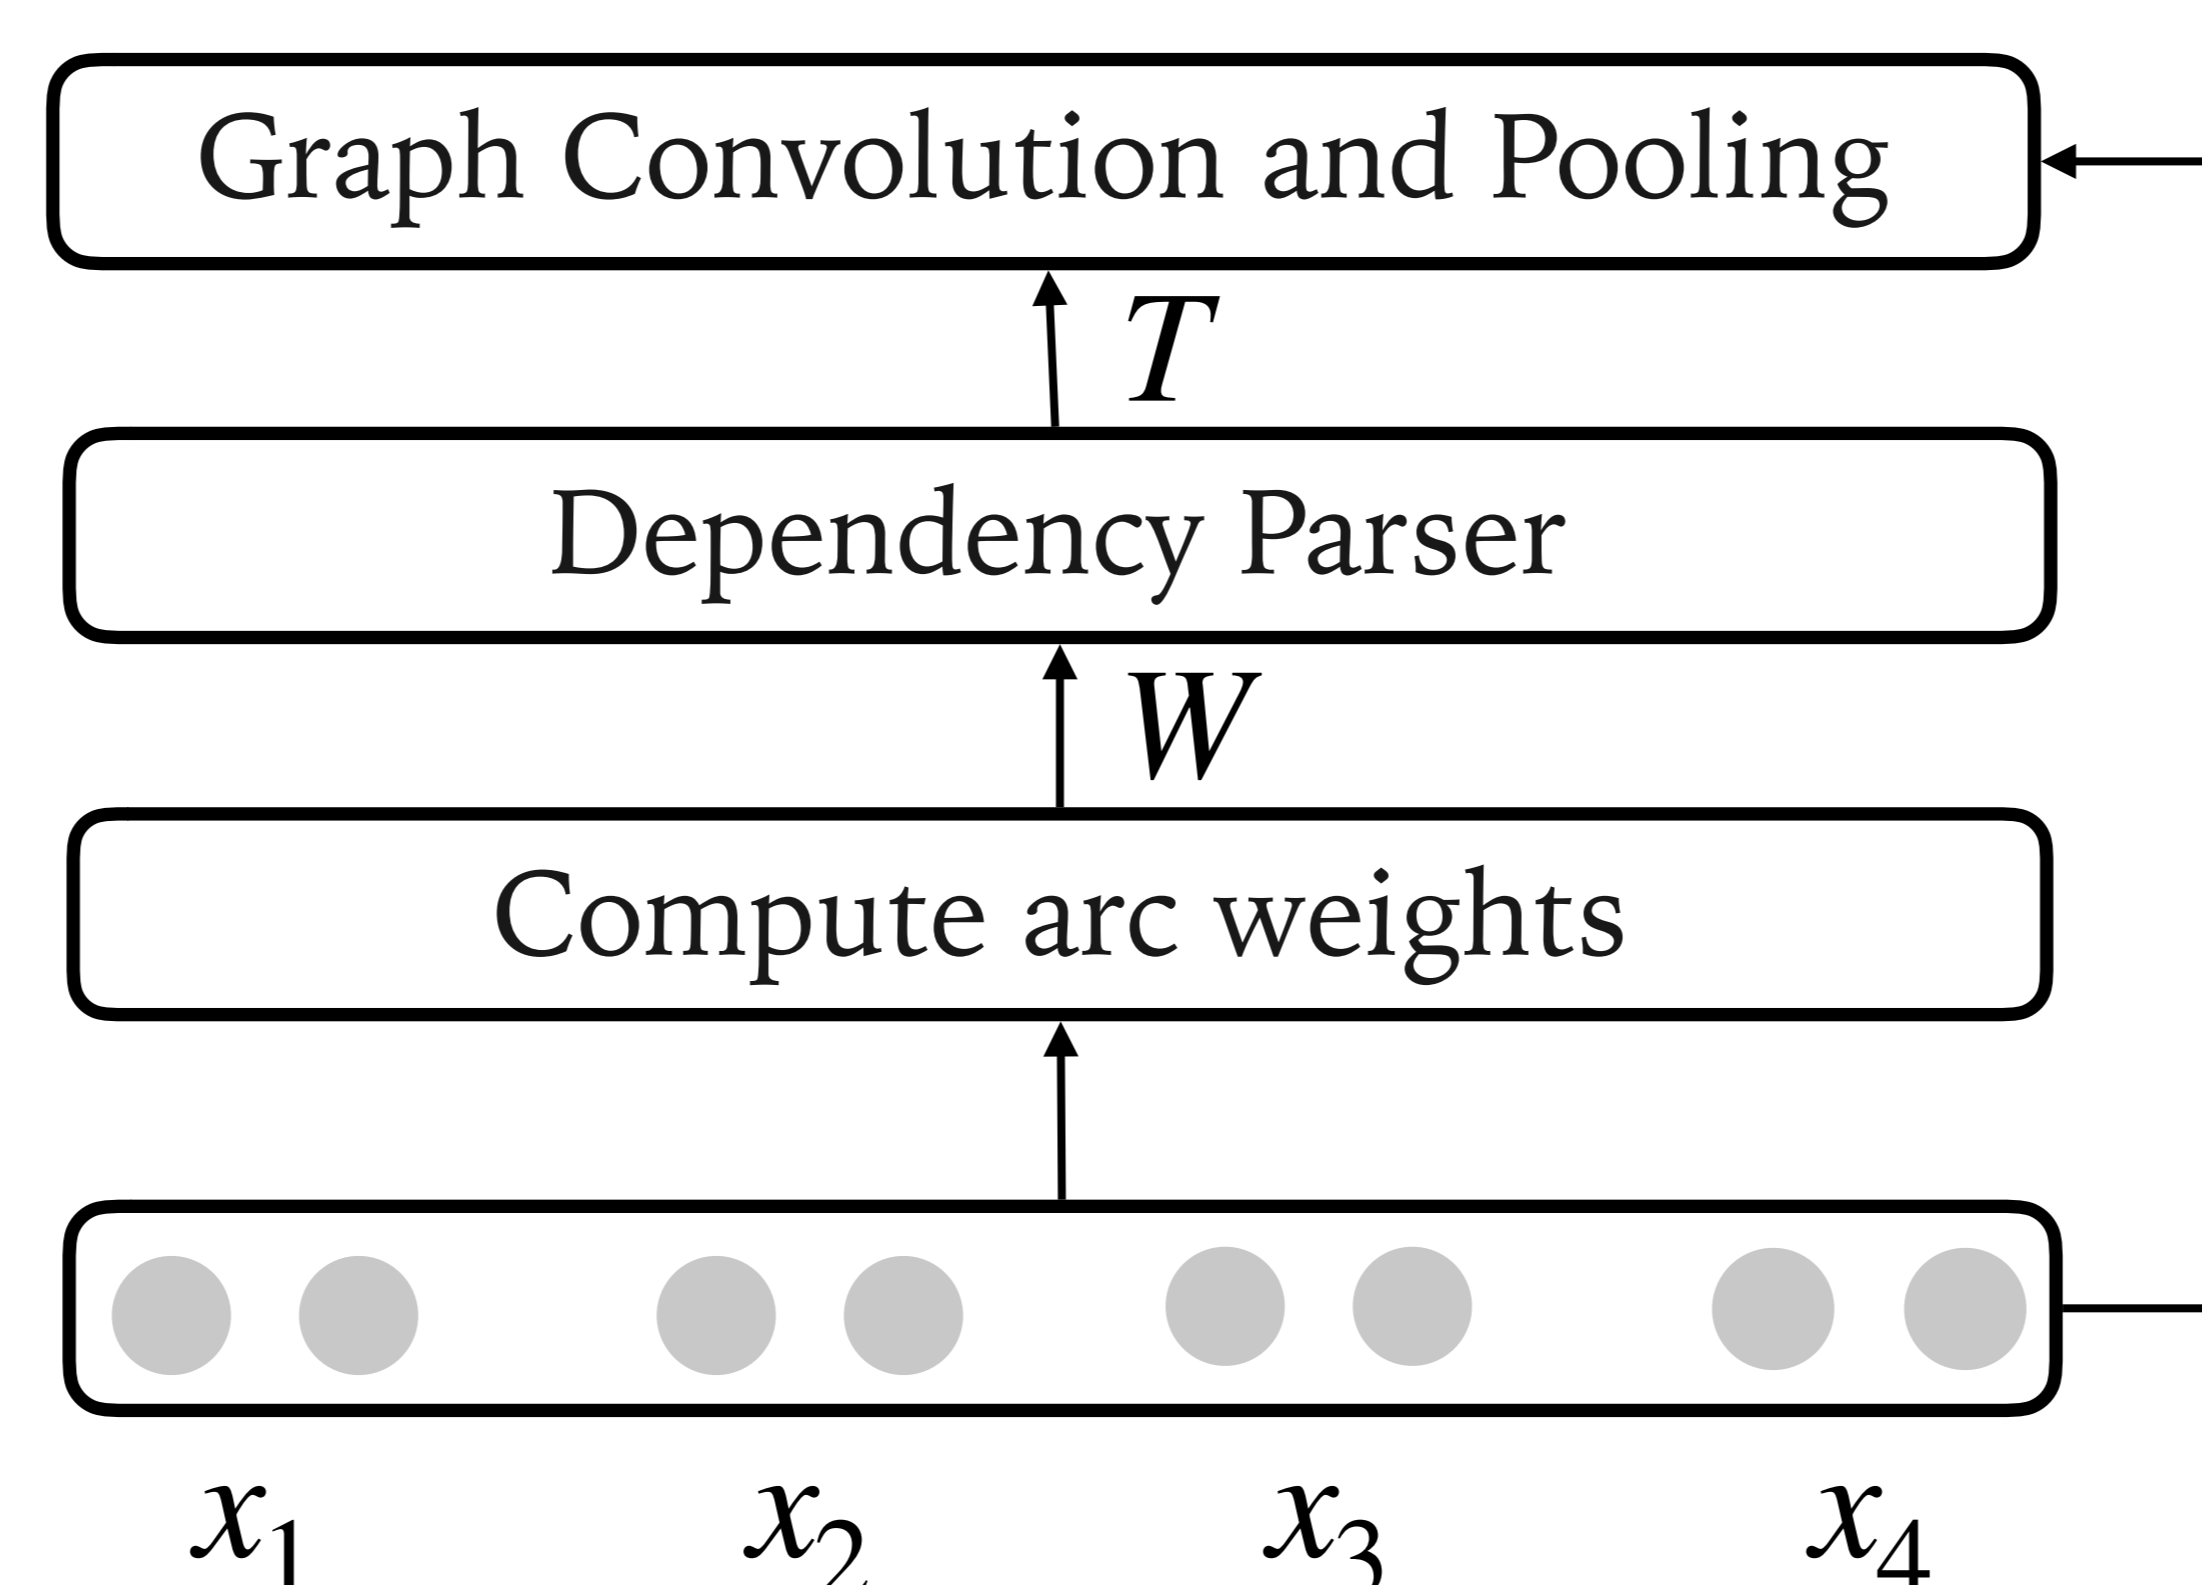 Graph Convolution and Pooling
T
Dependency Parser
W
Compute arc weights
x₁ x₂ x₃ x₄